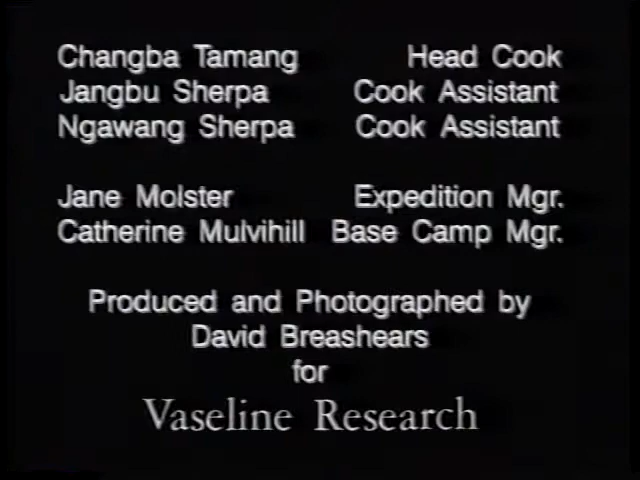 Changba Tamang Head Cook
Jangbu Sherpa Cook Assistant
Ngawang Sherpa Cook Assistant
Jane Molster Expedition Mgr.
Catherine Mulvihill Base Camp Mgr.
Produced and Photographed by
David Breashears
for
Vaseline Research